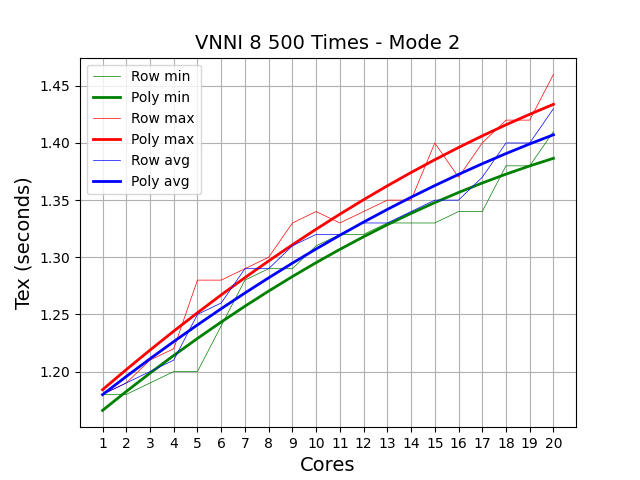 VNNI 8 500 Times - Mode 2
Row min
Poly min
Row max
Poly max
Row avg
Poly avg
Tex (seconds)
1.45
1.40
1.35
1.30
1.25
1.20
1 2 3 4 5 6 7 8 9 10 11 12 13 14 15 16 17 18 19 20
Cores